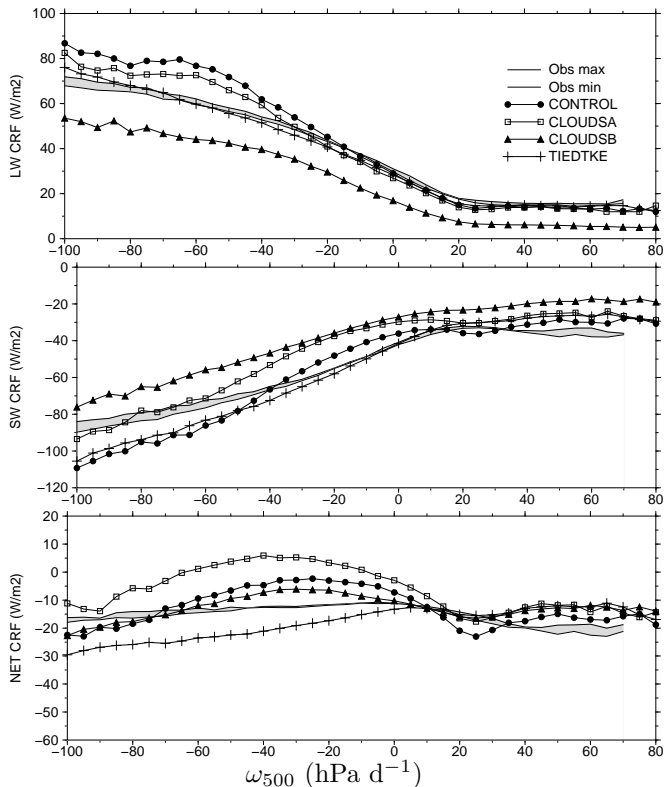 LW CRF (W/m2)
100
80
60
40
20
0
Obs max
Obs min
CONTROL
CLOUDSA
CLOUDSB
TIEDTKE
−100 −80 −60 −40 −20 0 20 40 60 80
SW CRF (W/m2)
0
−20
−40
−60
−80
−100
−120
−100 −80 −60 −40 −20 0 20 40 60 80
NET CRF (W/m2)
20
10
0
−10
−20
−30
−40
−50
−60
−100 −80 −60 −40 −20 0 20 40 60 80
ω500 (hPa d−1)